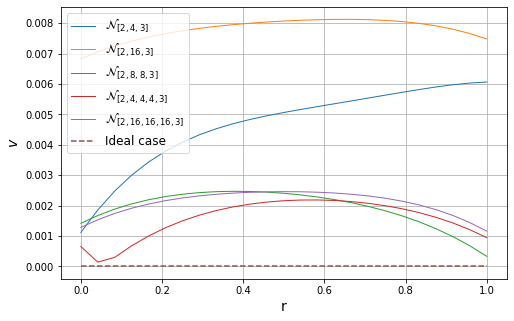 0.008
0.007
0.006
0.005
0.004
0.003
0.002
0.001
0.000
v
𝒩[2, 4, 3]
𝒩[2, 16, 3]
𝒩[2, 8, 8, 3]
𝒩[2, 4, 4, 4, 3]
𝒩[2, 16, 16, 16, 3]
Ideal case
0.0 0.2 0.4 0.6 0.8 1.0
r